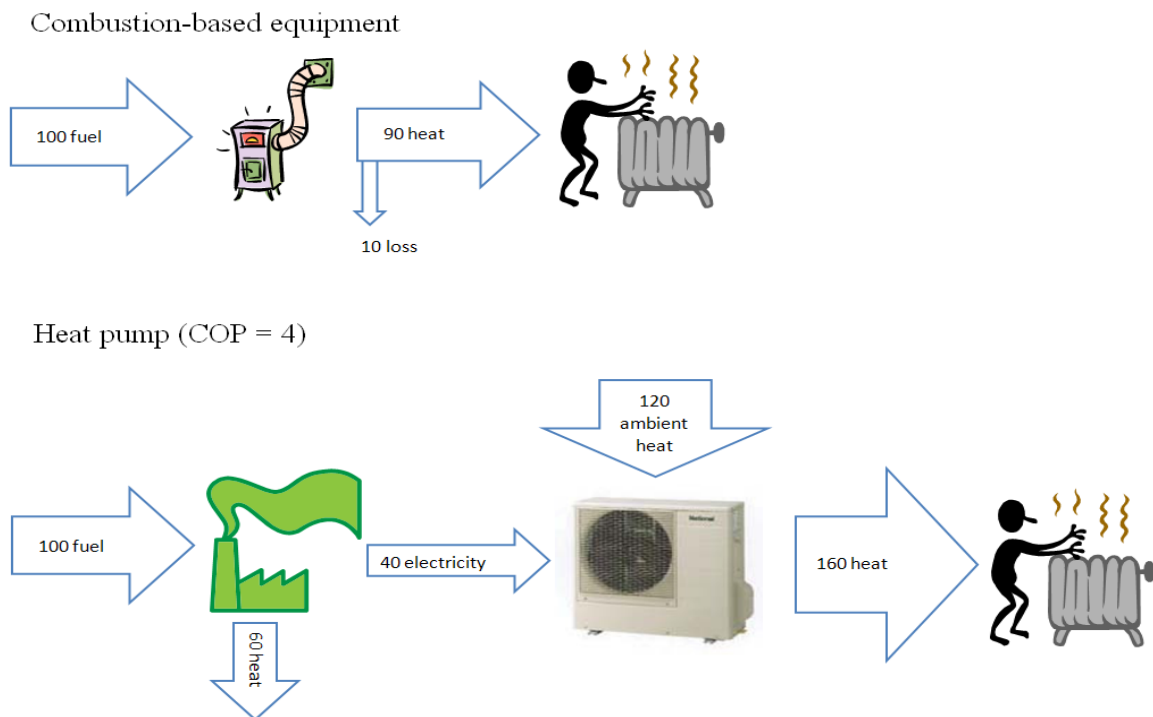 Combustion-based equipment
100 fuel
90 heat
10 loss
Heat pump (COP = 4)
120
ambient
heat
100 fuel
40 electricity
National
160 heat
60 heat